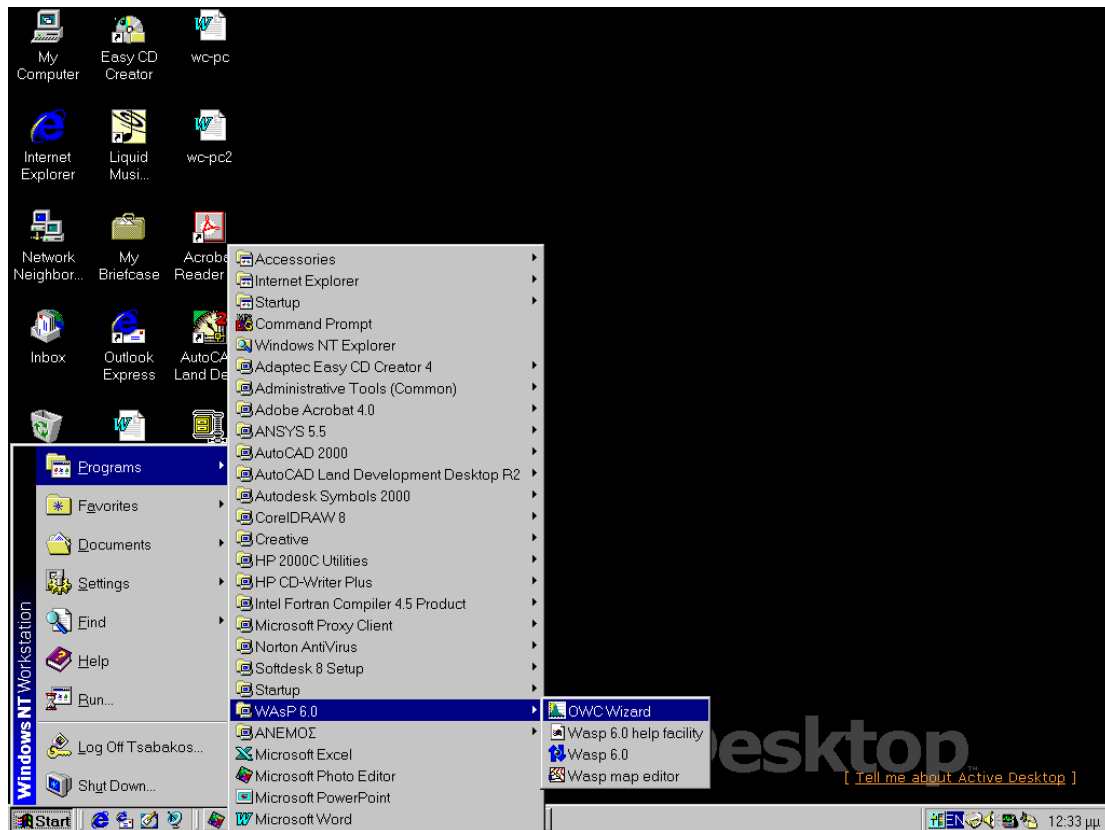 My Computer
Easy CD Creator
wc-pc
Internet Explorer
Liquid Musi...
wc-pc2
Network Neighbor...
My Briefcase
Acroba
Reader
Inbox
Outlook Express
AutoCA
Land De
Programs
Favorites
Documents
Settings
Find
Help
Run...
Log Off Tsabakos...
Shut Down...
Windows NT Workstation
Accessories
Internet Explorer
Startup
Command Prompt
Windows NT Explorer
Adaptec Easy CD Creator 4
Administrative Tools (Common)
Adobe Acrobat 4.0
ANSYS 5.5
AutoCAD 2000
AutoCAD Land Development Desktop R2
Autodesk Symbols 2000
CorelDRAW 8
Creative
HP 2000C Utilities
HP CD-Writer Plus
Intel Fortran Compiler 4.5 Product
Microsoft Proxy Client
Norton AntiVirus
Softdesk 8 Setup
Startup
WAsP 6.0
ΑΝΕΜΟΣ
Microsoft Excel
Microsoft Photo Editor
Microsoft PowerPoint
Microsoft Word
OWC Wizard
Wasp 6.0 help facility
Wasp 6.0
Wasp map editor
Desktop™
[ Tell me about Active Desktop ]
Start
EN
12:33 μμ